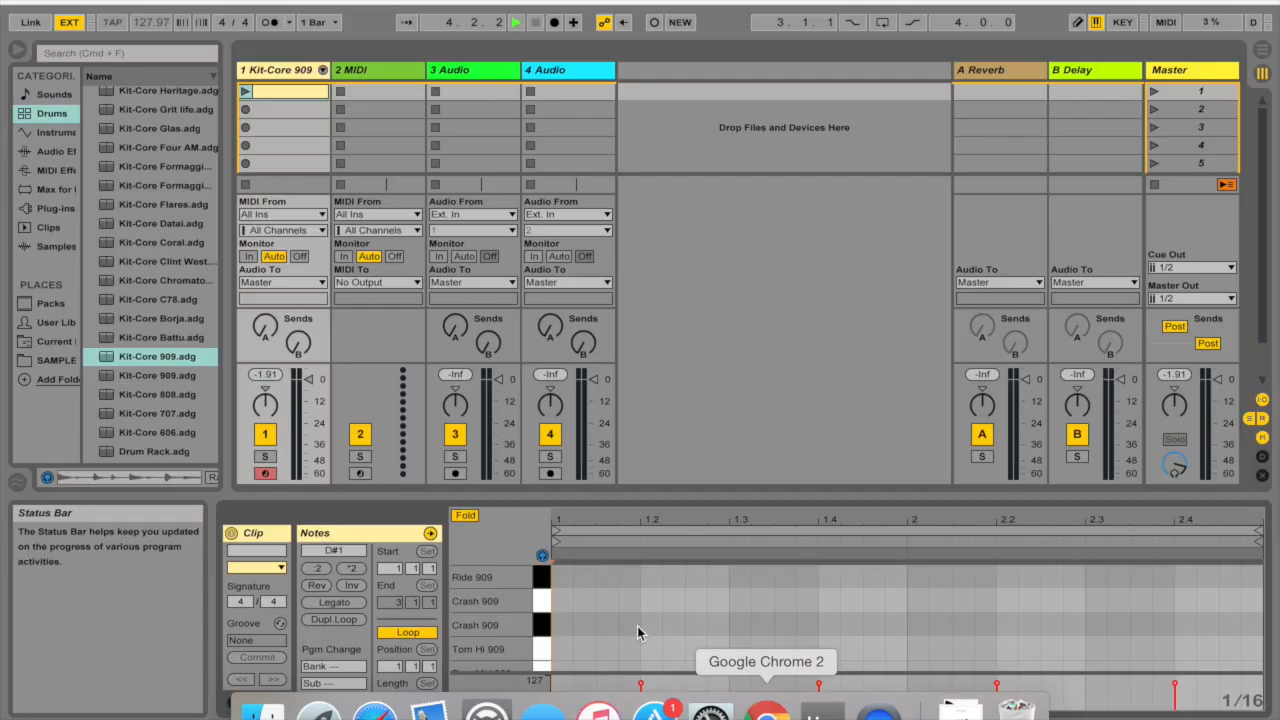 Link EXT TAP 127.97 4 / 4 1 Bar 4. 2. 2 NEW 3. 1. 1 4. 0. 0 KEY MIDI 3 % D
Search (Cmd + F)
CATEGORI.
Sounds
Drums
Instrume
Audio Ef
MIDI Effe
Max for l
Plug-ins
Clips
Samples
PLACES
Packs
User Lib
Current I
SAMPLE
Add Folde
Name
Kit-Core Heritage.adg
Kit-Core Grit life.adg
Kit-Core Glas.adg
Kit-Core Four AM.adg
Kit-Core Formaggi...
Kit-Core Formaggi...
Kit-Core Flares.adg
Kit-Core Datai.adg
Kit-Core Coral.adg
Kit-Core Clint West....
Kit-Core Chromato...
Kit-Core C78.adg
Kit-Core Borja.adg
Kit-Core Battu.adg
Kit-Core 909.adg
Kit-Core 909.adg
Kit-Core 808.adg
Kit-Core 707.adg
Kit-Core 606.adg
Drum Rack.adg
1 Kit-Core 909 2 MIDI 3 Audio 4 Audio A Reverb B Delay Master
1
2
Drop Files and Devices Here 3
4
5
MIDI From MIDI From Audio From Audio From
All Ins All Ins Ext. In Ext. In
All Channels All Channels 1 2
Monitor Monitor Monitor Monitor
In Auto Off In Auto Off In Auto Off In Auto Off Cue Out
Audio To MIDI To Audio To Audio To Audio To Audio To 1/2
Master No Output Master Master Master Master Master Out
1/2
Sends Sends Sends Sends Sends Sends
A A A A A Post
B B B B B Post
-1.91 -Inf -Inf -Inf -Inf -1.91
0 0 0 0 0 0
12 12 12 12 12 12
24 24 24 24 24 24
1 2 3 4 A B Solo
36 36 36 36 36 36
S S S S S S
48 48 48 48 48 48
60 60 60 60 60 60
Status Bar
The Status Bar helps keep you updated
on the progress of various program
activities.
Clip
Signature
4 / 4
Groove
None
Commit
<< >>
Notes
D#1
:2 *2
Rev Inv
Legato
Dupl.Loop
Pgm Change
Bank ---
Sub ---
Start Set
1 1 1
End Set
3 1 1
Loop
Position Set
1 1 1
Length
Fold 1 1.2 1.3 1.4 2 2.2 2.3 2.4
Ride 909
Crash 909
Crash 909
Tom Hi 909
127
Google Chrome 2
1
1/16